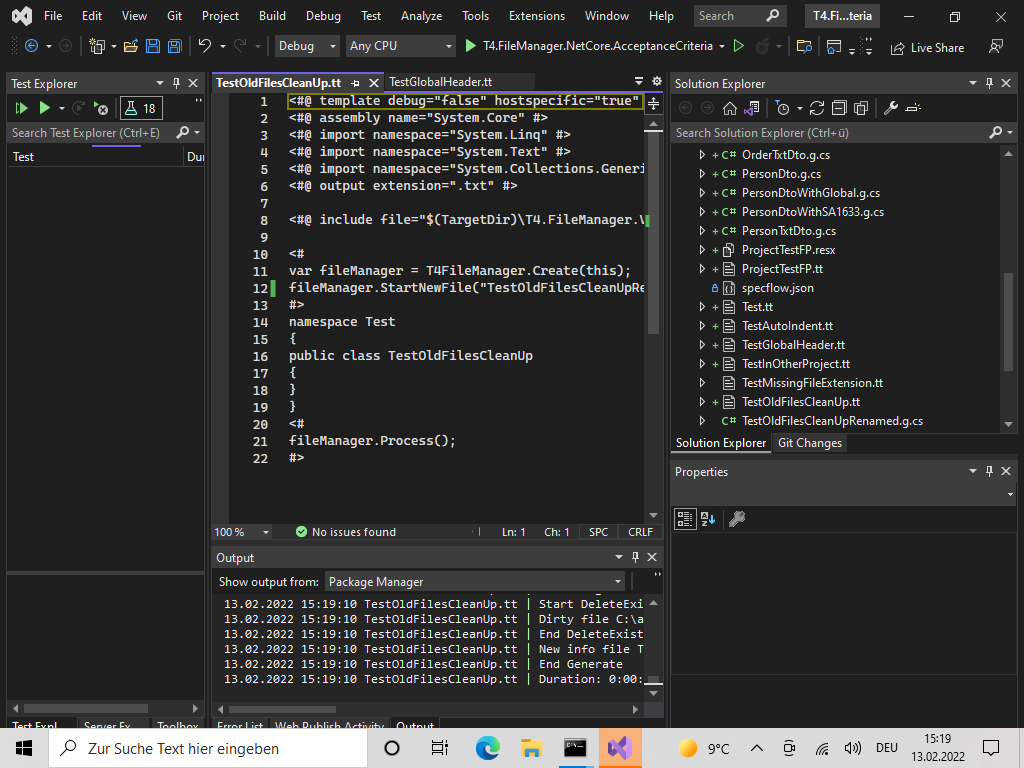 File Edit View Git Project Build Debug Test Analyze Tools Extensions Window Help Search T4.Fi...teria
Debug Any CPU T4.FileManager.NetCore.AcceptanceCriteria Live Share
Test Explorer
18
Search Test Explorer (Ctrl+E)
Test Dur
TestOldFilesCleanUp.tt TestGlobalHeader.tt
1 <#@ template debug="false" hostspecific="true"
2 <#@ assembly name="System.Core" #>
3 <#@ import namespace="System.Linq" #>
4 <#@ import namespace="System.Text" #>
5 <#@ import namespace="System.Collections.Generi
6 <#@ output extension=".txt" #>
7
8 <#@ include file="$(TargetDir)\T4.FileManager.V
9
10 <#
11 var fileManager = T4FileManager.Create(this);
12 fileManager.StartNewFile("TestOldFilesCleanUpRe
13 #>
14 namespace Test
15 {
16 public class TestOldFilesCleanUp
17 {
18 }
19 }
20 <#
21 fileManager.Process();
22 #>
100 % No issues found Ln: 1 Ch: 1 SPC CRLF
Output
Show output from: Package Manager
13.02.2022 15:19:10 TestOldFilesCleanUp.tt | Start DeleteExi
13.02.2022 15:19:10 TestOldFilesCleanUp.tt | Dirty file C:\a
13.02.2022 15:19:10 TestOldFilesCleanUp.tt | End DeleteExist
13.02.2022 15:19:10 TestOldFilesCleanUp.tt | New info file T
13.02.2022 15:19:10 TestOldFilesCleanUp.tt | End Generate
13.02.2022 15:19:10 TestOldFilesCleanUp.tt | Duration: 0:00:
Solution Explorer
Search Solution Explorer (Ctrl+ü)
C# OrderTxtDto.g.cs
C# PersonDto.g.cs
C# PersonDtoWithGlobal.g.cs
C# PersonDtoWithSA1633.g.cs
C# PersonTxtDto.g.cs
ProjectTestFP.resx
ProjectTestFP.tt
specflow.json
Test.tt
TestAutoIndent.tt
TestGlobalHeader.tt
TestInOtherProject.tt
TestMissingFileExtension.tt
TestOldFilesCleanUp.tt
C# TestOldFilesCleanUpRenamed.g.cs
Solution Explorer Git Changes
Properties
Test Expl... Server Ex... Toolbox Error List Web Publish Activity Output
Zur Suche Text hier eingeben
9°C DEU 15:19
13.02.2022